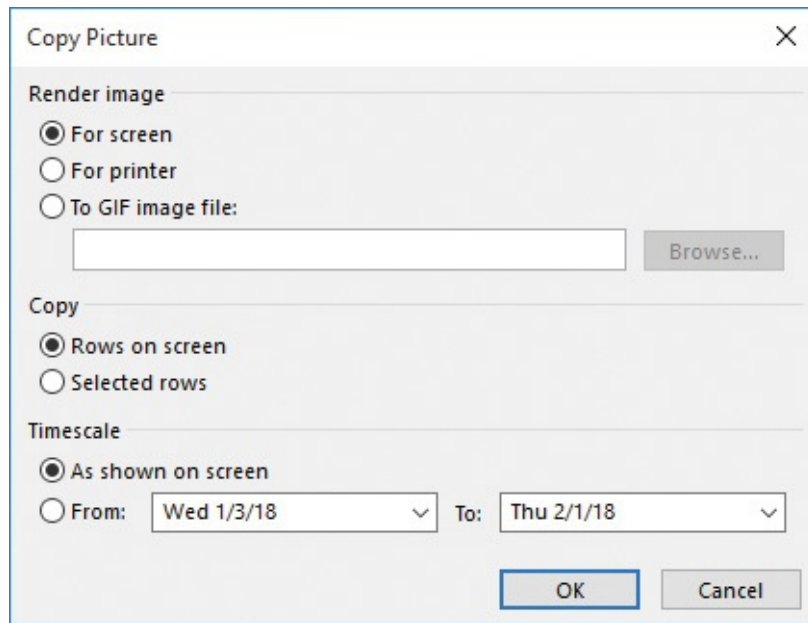 Copy Picture
Render image
For screen
For printer
To GIF image file:
Browse...
Copy
Rows on screen
Selected rows
Timescale
As shown on screen
From: Wed 1/3/18 To: Thu 2/1/18
OK Cancel